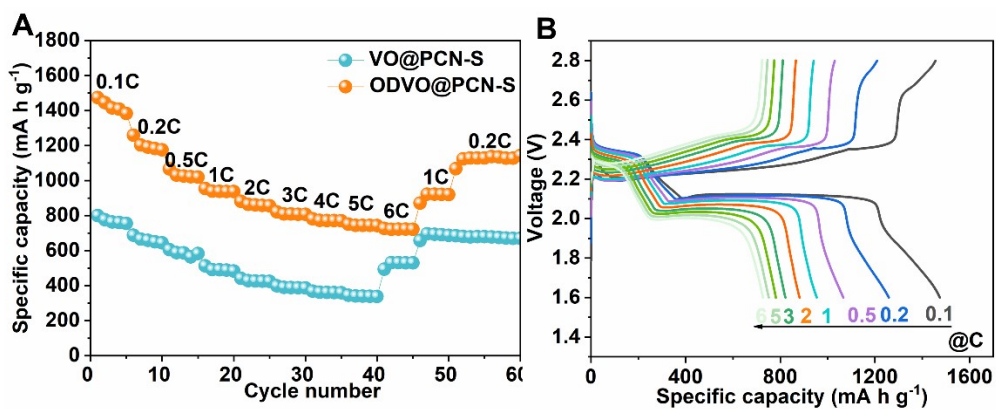 A
1800
1600
1400
1200
1000
800
600
400
200
0
0
10
20
30
40
50
60
Specific capacity (mA h g⁻¹)
Cycle number
VO@PCN-S
ODVO@PCN-S
0.1C
0.2C
0.5C
1C
2C
3C
4C
5C
6C
1C
0.2C
B
2.8
2.6
2.4
2.2
2.0
1.8
1.6
1.4
0
400
800
1200
1600
Voltage (V)
Specific capacity (mA h g⁻¹)
6 5 3 2 1 0.5 0.2 0.1
@C